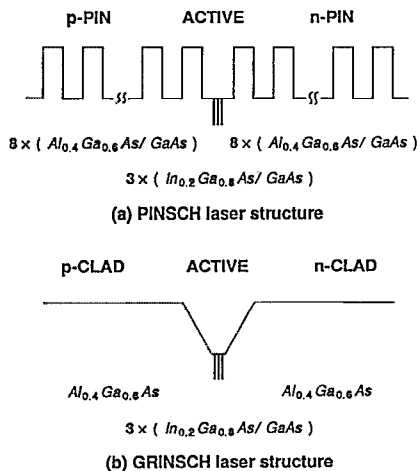 p-PIN ACTIVE n-PIN
8 × ( Al0.4 Ga0.6 As/ GaAs ) 8 × ( Al0.4 Ga0.6 As/ GaAs )
3 × ( In0.2 Ga0.8 As/ GaAs )
(a) PINSCH laser structure
p-CLAD ACTIVE n-CLAD
Al0.4 Ga0.6 As Al0.4 Ga0.6 As
3 × ( In0.2 Ga0.8 As/ GaAs )
(b) GRINSCH laser structure